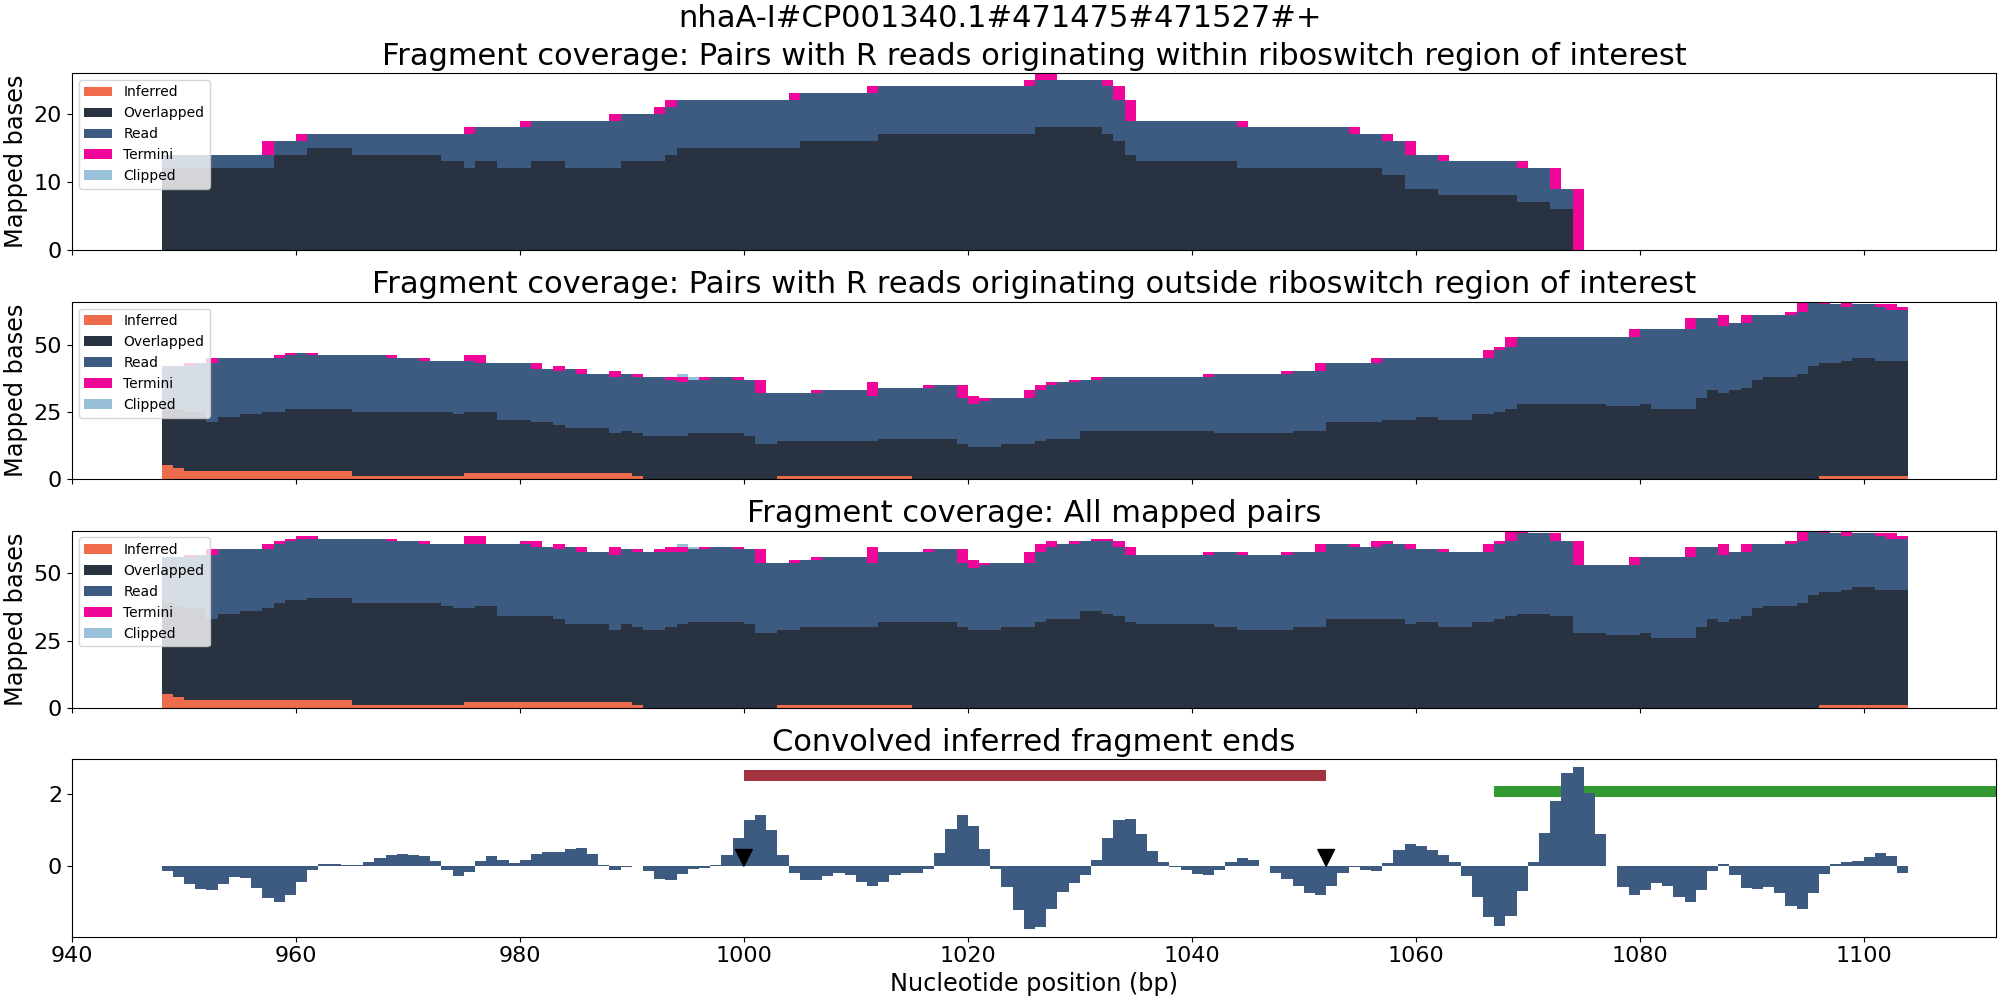 nhaA-I#CP001340.1#471475#471527#+
Fragment coverage: Pairs with R reads originating within riboswitch region of interest
Mapped bases
20
10
0
Inferred
Overlapped
Read
Termini
Clipped
Fragment coverage: Pairs with R reads originating outside riboswitch region of interest
Mapped bases
50
25
0
Inferred
Overlapped
Read
Termini
Clipped
Fragment coverage: All mapped pairs
Mapped bases
50
25
0
Inferred
Overlapped
Read
Termini
Clipped
Convolved inferred fragment ends
2
0
940 960 980 1000 1020 1040 1060 1080 1100
Nucleotide position (bp)